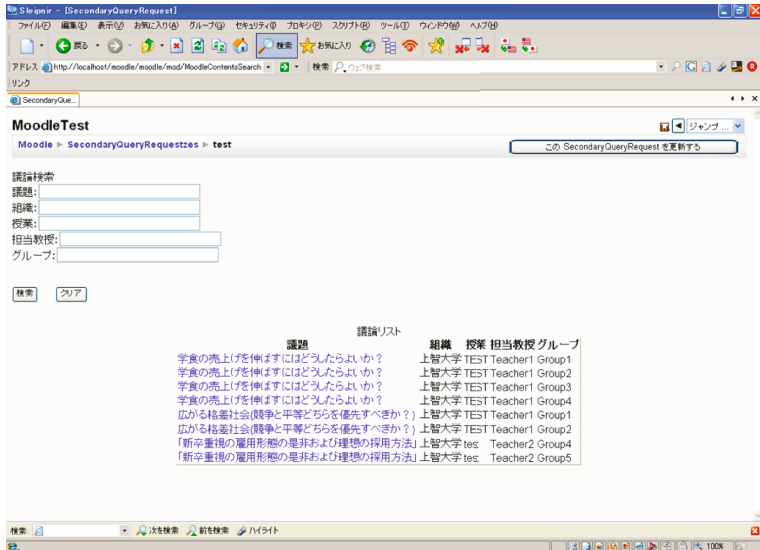 Sleipnir - [SecondaryQueryRequest]
ファイル(F) 編集(E) 表示(V) お気に入り(A) グループ(G) セキュリティ(I) プロキシ(P) スクリプト(R) ツール(T) ウィンドウ(W) ヘルプ(H)
戻る 検索 お気に入り
アドレス http://localhost/moodle/moodle/mod/MoodleContentsSearch 検索 ウェブ検索
リンク
SecondaryQue...
MoodleTest
ジャンプ ...
Moodle ► SecondaryQueryRequestzes ► test
この SecondaryQueryRequest を更新する
議論検索
議題:
組織:
授業:
担当教授:
グループ:
検索 クリア
議論リスト
議題 組織 授業 担当教授 グループ
学食の売上げを伸ばすにはどうしたらよいか? 上智大学 TEST Teacher1 Group1
学食の売上げを伸ばすにはどうしたらよいか? 上智大学 TEST Teacher1 Group2
学食の売上げを伸ばすにはどうしたらよいか? 上智大学 TEST Teacher1 Group3
学食の売上げを伸ばすにはどうしたらよいか? 上智大学 TEST Teacher1 Group4
広がる格差社会(競争と平等どちらを優先すべきか?) 上智大学 TEST Teacher1 Group1
広がる格差社会(競争と平等どちらを優先すべきか?) 上智大学 TEST Teacher1 Group2
「新卒重視の雇用形態の是非および理想の採用方法」 上智大学 test Teacher2 Group4
「新卒重視の雇用形態の是非および理想の採用方法」 上智大学 test Teacher2 Group5
検索: 次を検索 前を検索 ハイライト
100%